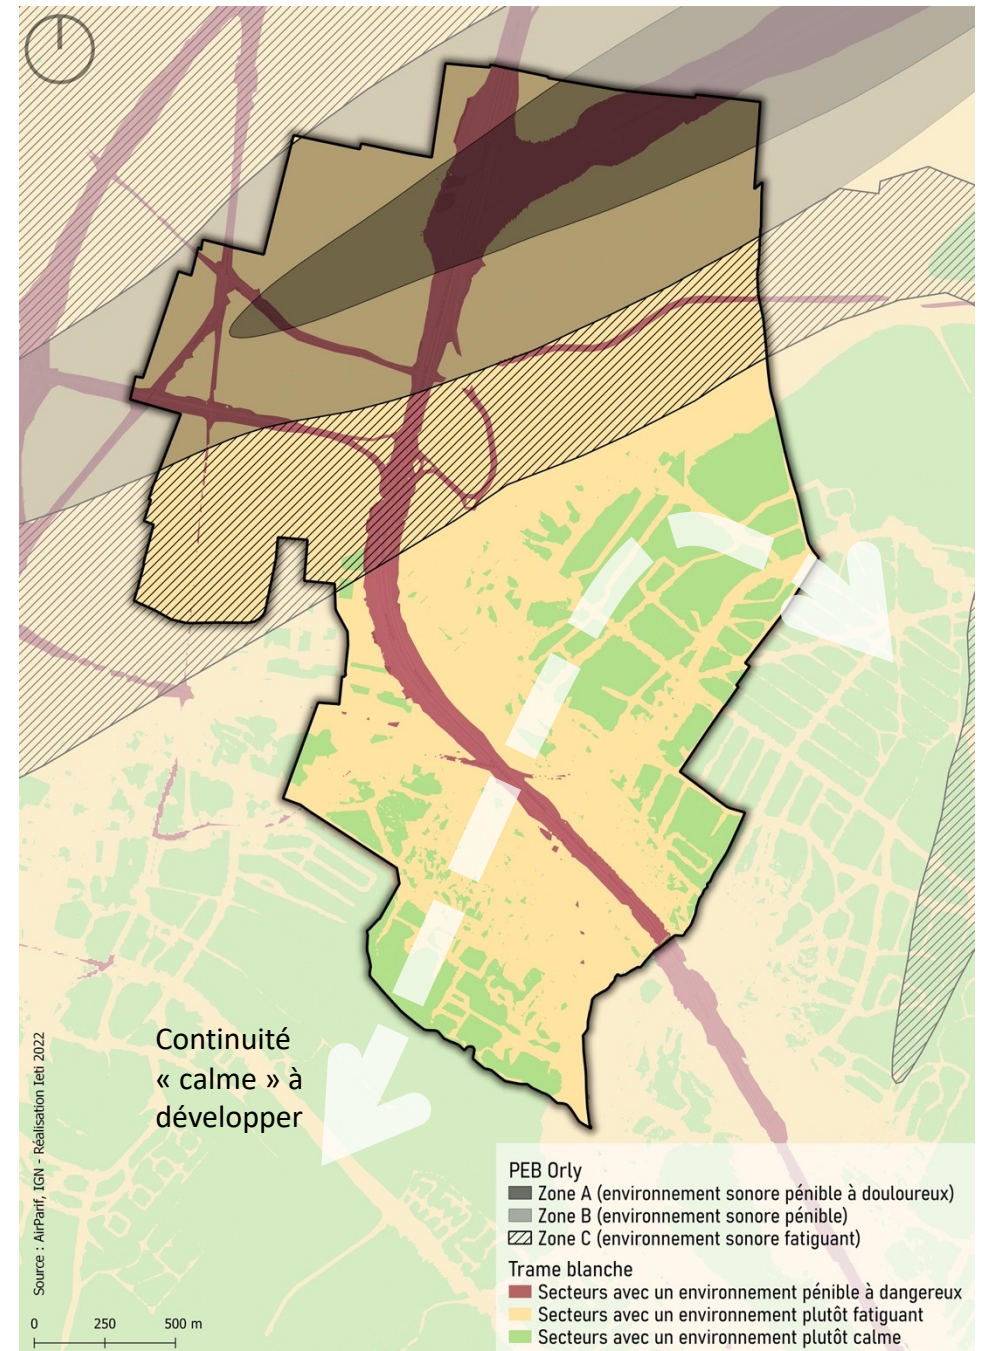 Continuité
« calme » à
développer
Source : AirParif, IGN - Réalisation Ieti 2022
0 250 500 m
PEB Orly
Zone A (environnement sonore pénible à douloureux)
Zone B (environnement sonore pénible)
Zone C (environnement sonore fatiguant)
Trame blanche
Secteurs avec un environnement pénible à dangereux
Secteurs avec un environnement plutôt fatiguant
Secteurs avec un environnement plutôt calme